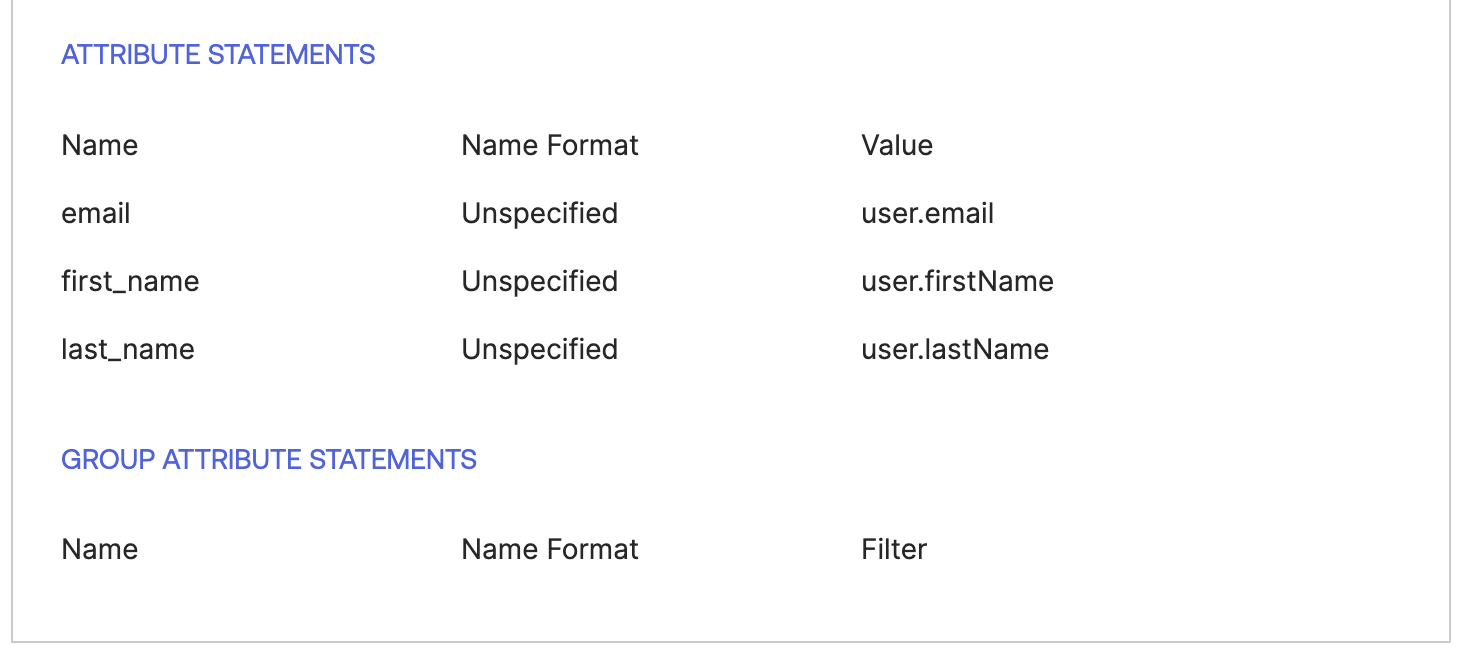 ATTRIBUTE STATEMENTS
Name Name Format Value
email Unspecified user.email
first_name Unspecified user.firstName
last_name Unspecified user.lastName
GROUP ATTRIBUTE STATEMENTS
Name Name Format Filter